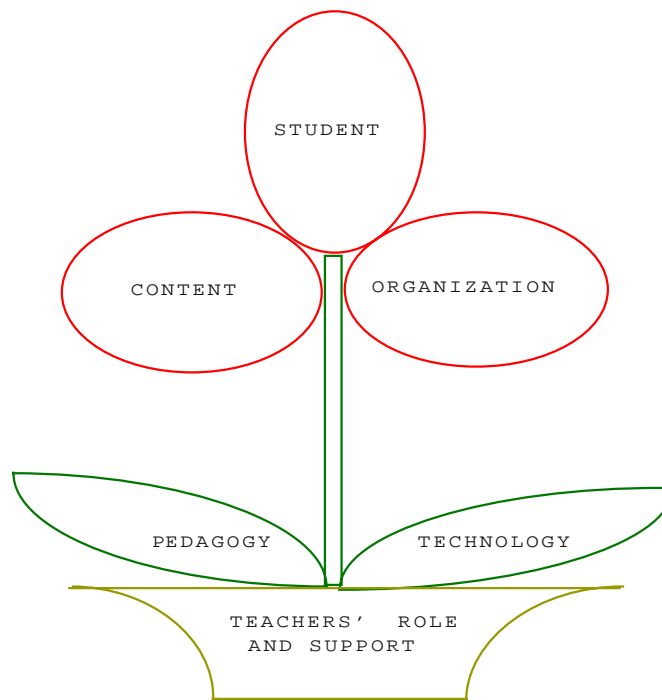 STUDENT
CONTENT
ORGANIZATION
PEDAGOGY
TECHNOLOGY
TEACHERS’ ROLE
AND SUPPORT